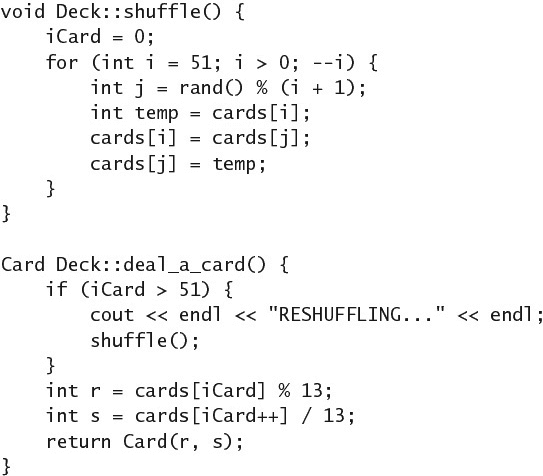 void Deck::shuffle() {
    iCard = 0;
    for (int i = 51; i > 0; --i) {
        int j = rand() % (i + 1);
        int temp = cards[i];
        cards[i] = cards[j];
        cards[j] = temp;
    }
}

Card Deck::deal_a_card() {
    if (iCard > 51) {
        cout << endl << "RESHUFFLING..." << endl;
        shuffle();
    }
    int r = cards[iCard] % 13;
    int s = cards[iCard++] / 13;
    return Card(r, s);
}